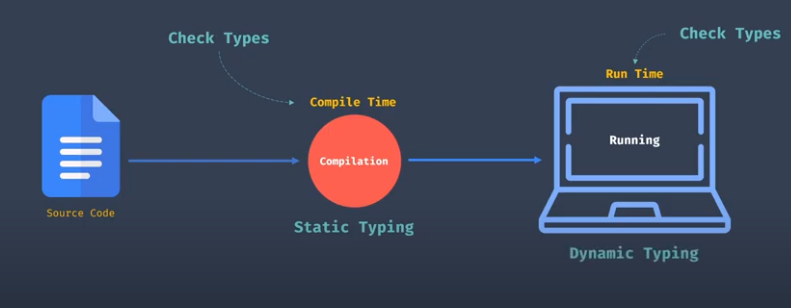 Check Types
Check Types
Run Time
Compile Time
Running
Compilation
Source Code
Static Typing
Dynamic Typing